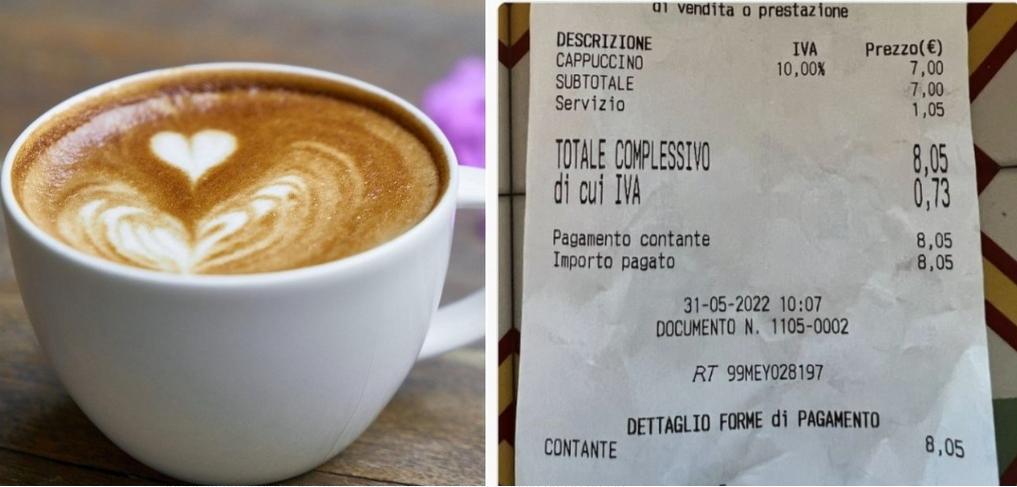 di vendita o prestazione
DESCRIZIONE IVA Prezzo(€)
CAPPUCCINO 10,00% 7,00
SUBTOTALE 7,00
Servizio 1,05
TOTALE COMPLESSIVO 8,05
di cui IVA 0,73
Pagamento contante 8,05
Importo pagato 8,05
31-05-2022 10:07
DOCUMENTO N. 1105-0002
RT 99MEY028197
DETTAGLIO FORME di PAGAMENTO
CONTANTE 8,05